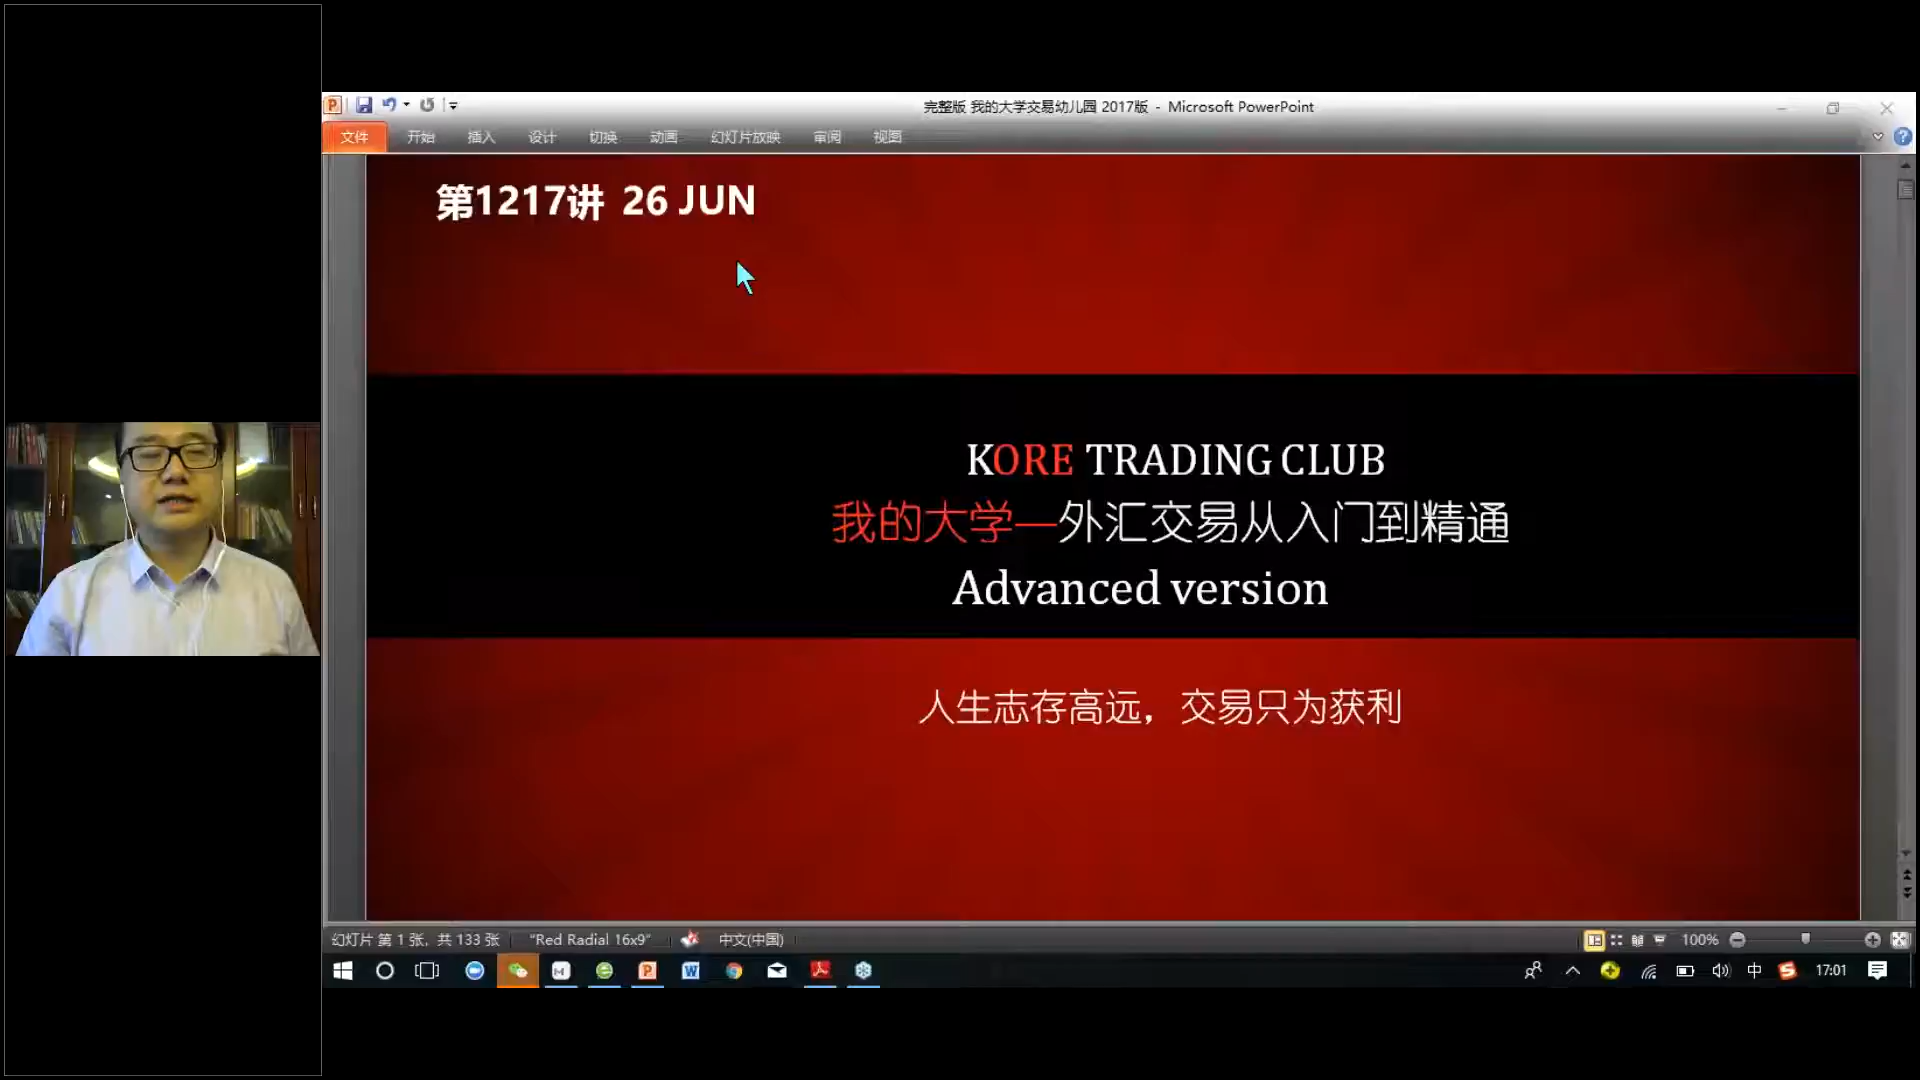 完整版 我的大学交易幼儿园 2017版 - Microsoft PowerPoint
文件 开始 插入 设计 切换 动画 幻灯片放映 审阅 视图
第1217讲 26 JUN
KORE TRADING CLUB
我的大学—外汇交易从入门到精通
Advanced version
人生志存高远，交易只为获利
幻灯片 第 1 张，共 133 张 "Red Radial 16x9" 中文(中国) 100%
中 17:01